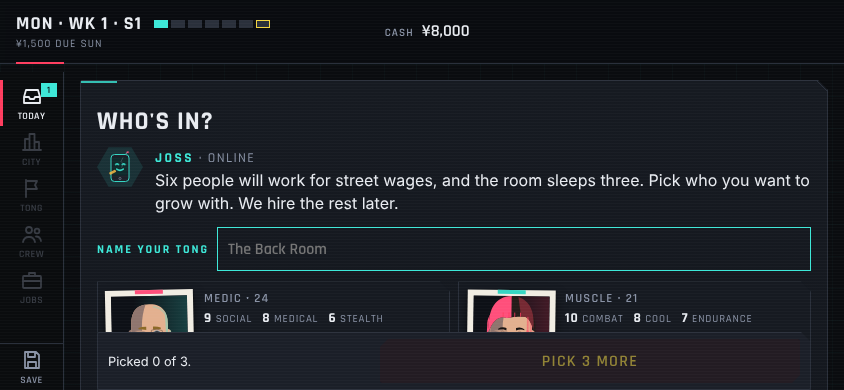 MON · WK 1 · S1
¥1,500 DUE SUN
CASH ¥8,000
1
TODAY
CITY
TONG
CREW
JOBS
SAVE
WHO'S IN?
JOSS · ONLINE
Six people will work for street wages, and the room sleeps three. Pick who you want to
grow with. We hire the rest later.
NAME YOUR TONG
The Back Room
MEDIC · 24
9 SOCIAL 8 MEDICAL 6 STEALTH
MUSCLE · 21
10 COMBAT 8 COOL 7 ENDURANCE
Picked 0 of 3.
PICK 3 MORE